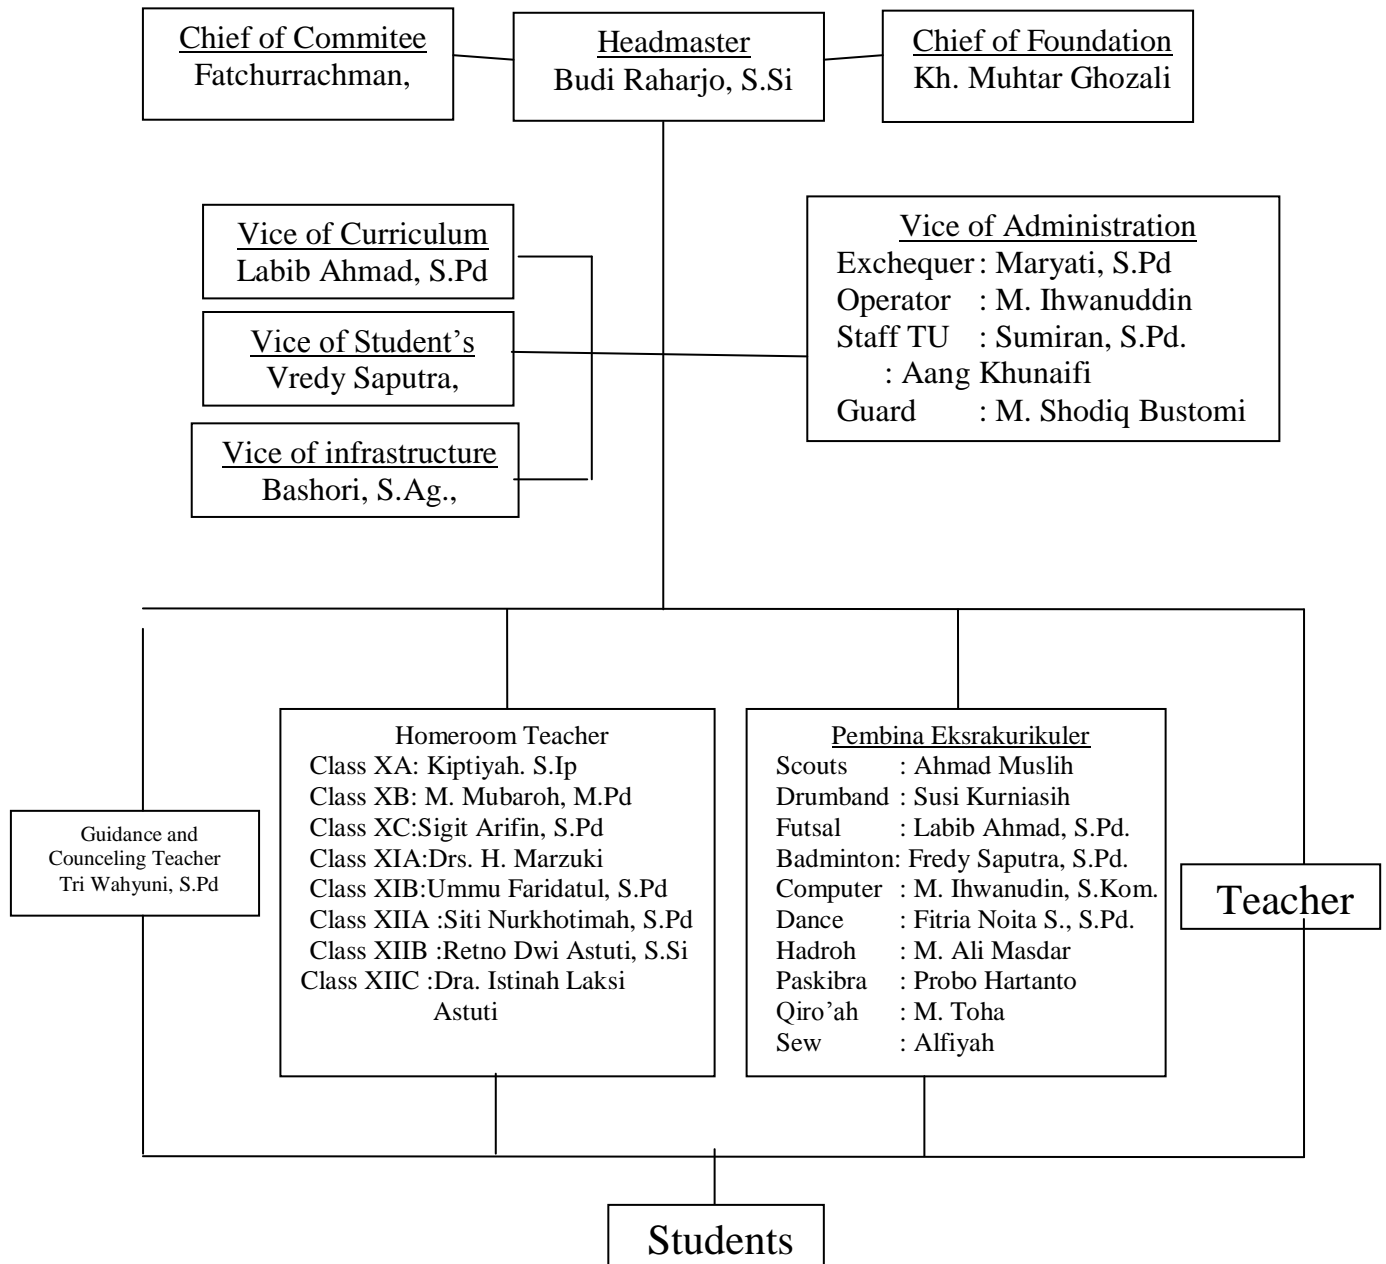 Chief of Commitee
Fatchurrachman,
Headmaster
Budi Raharjo, S.Si
Chief of Foundation
Kh. Muhtar Ghozali
Vice of Curriculum
Labib Ahmad, S.Pd
Vice of Student’s
Vredy Saputra,
Vice of infrastructure
Bashori, S.Ag.,
Vice of Administration
Exchequer : Maryati, S.Pd
Operator : M. Ihwanuddin
Staff TU : Sumiran, S.Pd.
: Aang Khunaifi
Guard : M. Shodiq Bustomi
Guidance and
Counceling Teacher
Tri Wahyuni, S.Pd
Homeroom Teacher
Class XA: Kiptiyah. S.Ip
Class XB: M. Mubaroh, M.Pd
Class XC:Sigit Arifin, S.Pd
Class XIA:Drs. H. Marzuki
Class XIB:Ummu Faridatul, S.Pd
Class XIIA :Siti Nurkhotimah, S.Pd
Class XIIB :Retno Dwi Astuti, S.Si
Class XIIC :Dra. Istinah Laksi
Astuti
Pembina Eksrakurikuler
Scouts : Ahmad Muslih
Drumband : Susi Kurniasih
Futsal : Labib Ahmad, S.Pd.
Badminton: Fredy Saputra, S.Pd.
Computer : M. Ihwanudin, S.Kom.
Dance : Fitria Noita S., S.Pd.
Hadroh : M. Ali Masdar
Paskibra : Probo Hartanto
Qiro’ah : M. Toha
Sew : Alfiyah
Teacher
Students